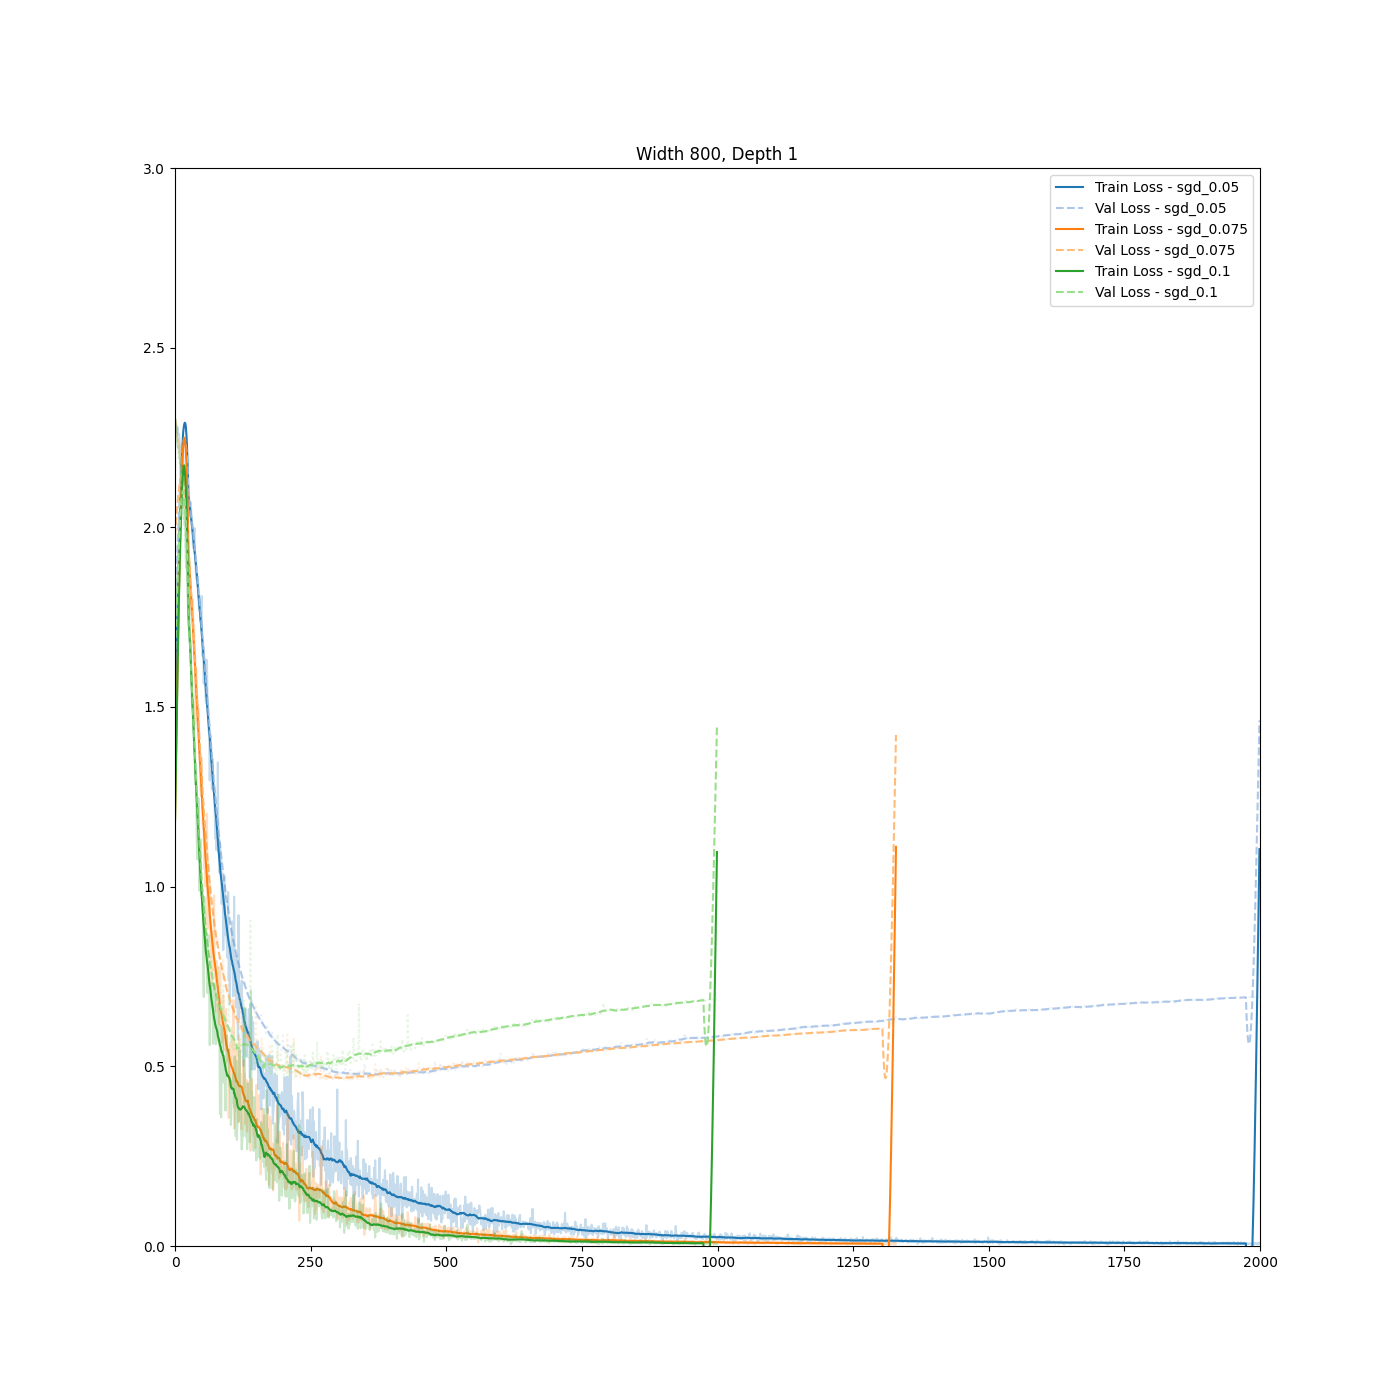 Width 800, Depth 1
3.0
2.5
2.0
1.5
1.0
0.5
0.0
0 250 500 750 1000 1250 1500 1750 2000
Train Loss - sgd_0.05
Val Loss - sgd_0.05
Train Loss - sgd_0.075
Val Loss - sgd_0.075
Train Loss - sgd_0.1
Val Loss - sgd_0.1